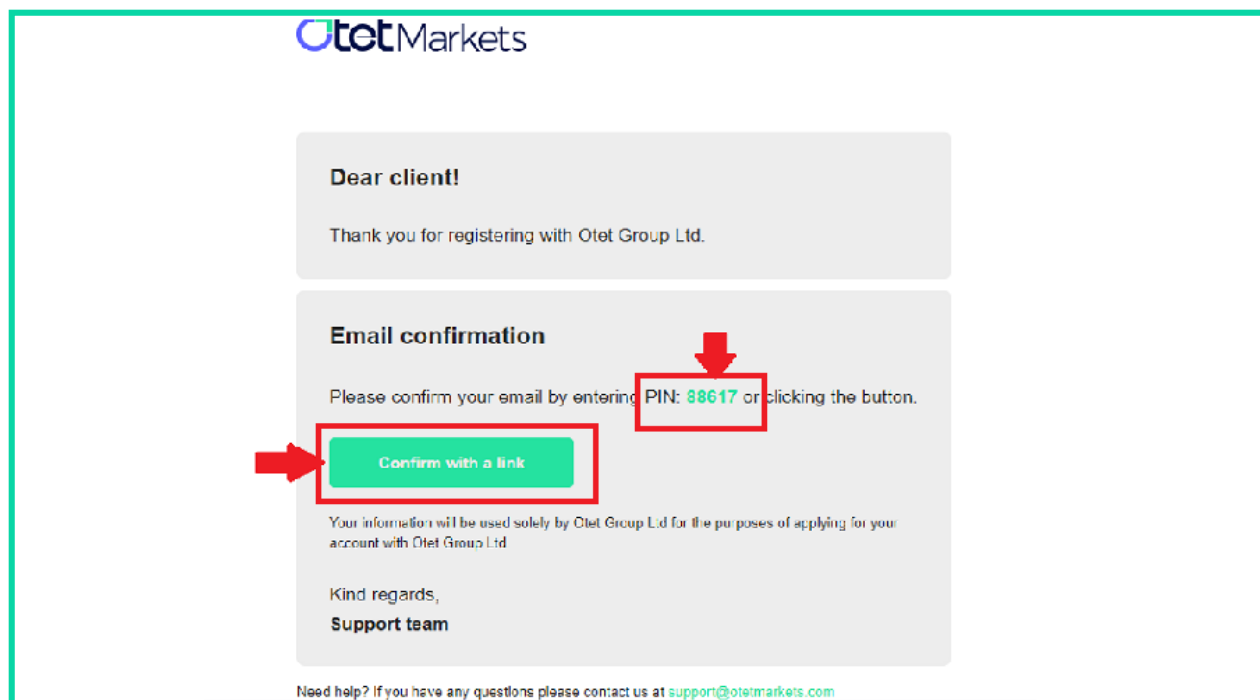 OtetMarkets
Dear client!
Thank you for registering with Otet Group Ltd.
Email confirmation
Please confirm your email by entering PIN: 88617 or clicking the button.
Confirm with a link
Your information will be used solely by Otet Group Ltd for the purposes of applying for your
account with Otet Group Ltd
Kind regards,
Support team
Need help? If you have any questions please contact us at support@otetmarkets.com